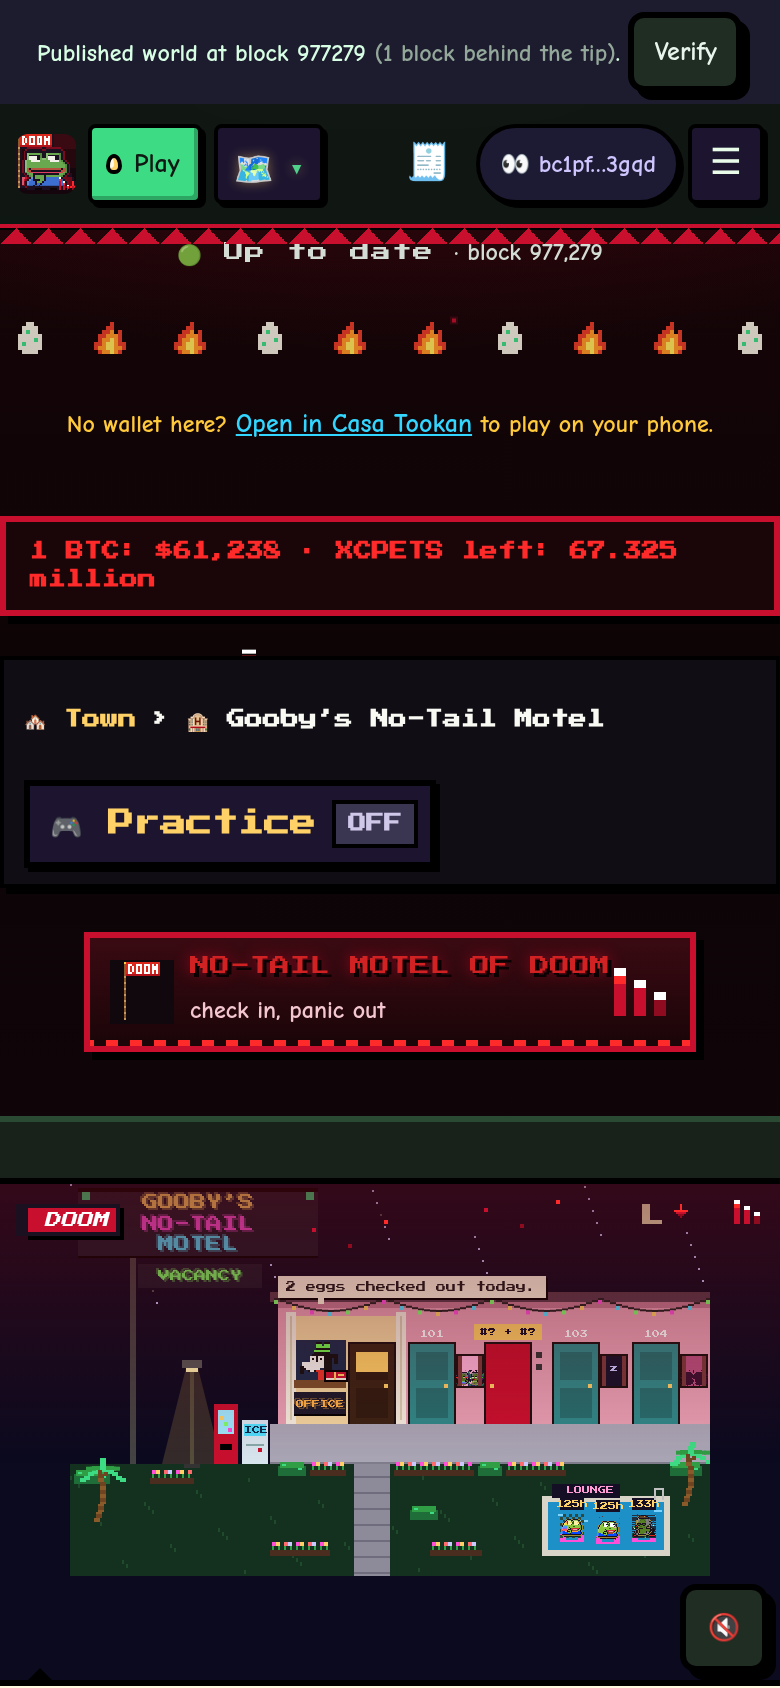 Published world at block 977279 (1 block behind the tip).
Verify
DOOM
Play
bc1pf...3gqd
Up to date · block 977,279
No wallet here? Open in Casa Tookan to play on your phone.
1 BTC: $61,238 · XCPETS left: 67.325
million
Town › Gooby's No-Tail Motel
Practice OFF
DOOM
NO-TAIL MOTEL OF DOOM
check in, panic out
DOOM
GOOBY'S
NO-TAIL
MOTEL
VACANCY
2 eggs checked out today.
101
#? + #?
103
104
z
OFFICE
ICE
LOUNGE
125h 125h 133h